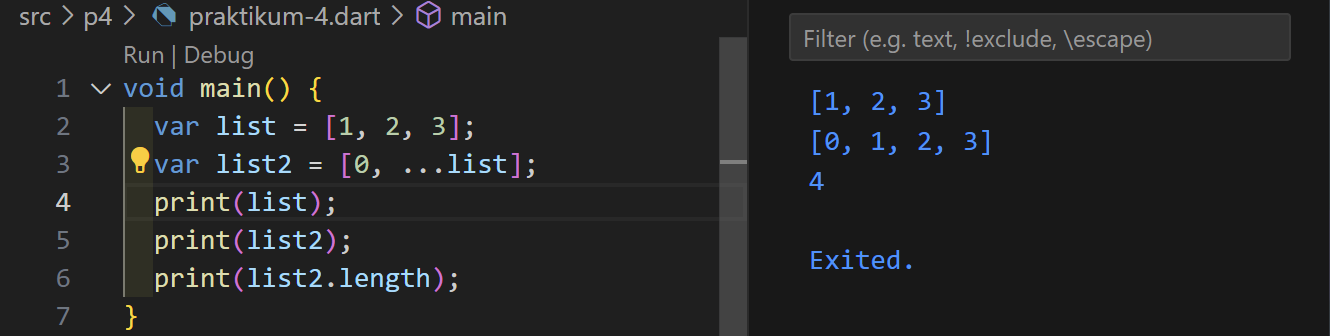 src > p4 > praktikum-4.dart > main
Run | Debug
1 void main() {
2 var list = [1, 2, 3];
3 var list2 = [0, ...list];
4 print(list);
5 print(list2);
6 print(list2.length);
7 }
Filter (e.g. text, !exclude, \escape)
[1, 2, 3]
[0, 1, 2, 3]
4
Exited.